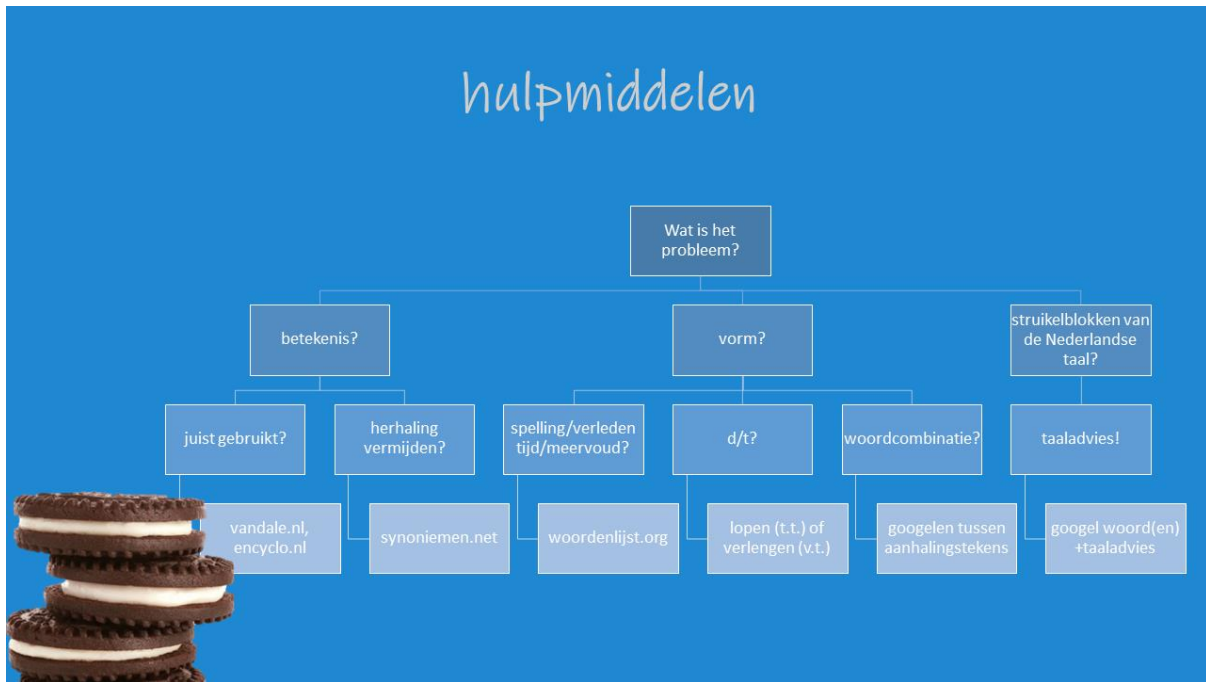 hulpmiddelen
Wat is het
probleem?
betekenis?
vorm?
struikelblokken van
de Nederlandse
taal?
juist gebruikt?
herhaling
vermijden?
spelling/verleden
tijd/meervoud?
d/t?
woordcombinatie?
taaladvies!
vandale.nl,
encyclo.nl
synoniemen.net
woordenlijst.org
lopen (t.t.) of
verlengen (v.t.)
googelen tussen
aanhalingstekens
googel woord(en)
+taaladvies